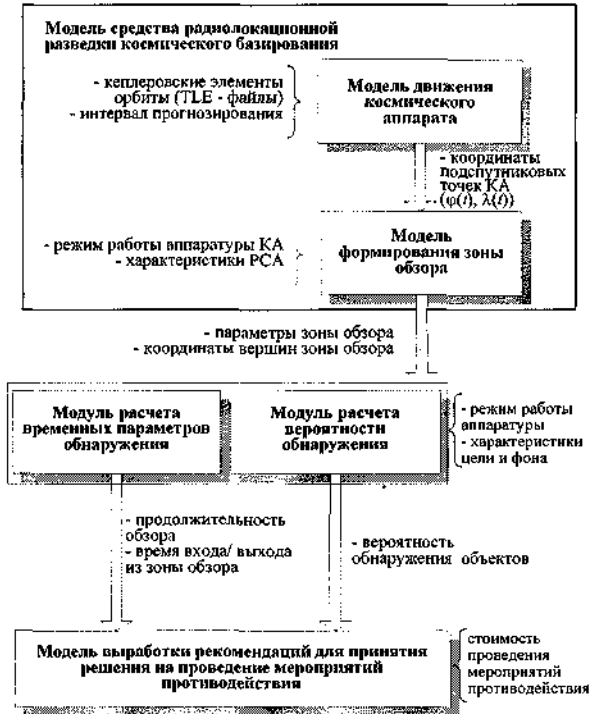 Модель средства радиолокационной
разведки космического базирования
- кеплеровские элементы
орбиты (TLE - файлы)
- интервал прогнозирования
Модель движения
космического
аппарата
- координаты
подспутниковых
точек КА
(φ(t), λ(t))
- режим работы аппаратуры КА
- характеристики РСА
Модель
формирования зоны
обзора
- параметры зоны обзора
- координаты вершин зоны обзора
Модуль расчета
временных параметров
обнаружения
Модуль расчета
вероятности
обнаружения
- режим работы
аппаратуры
- характеристики
цели и фона
- продолжительность
обзора
- время входа/ выхода
из зоны обзора
- вероятность
обнаружения объектов
Модель выработки рекомендаций для принятия
решения на проведение мероприятий
противодействия
стоимость
проведения
мероприятий
противодействия